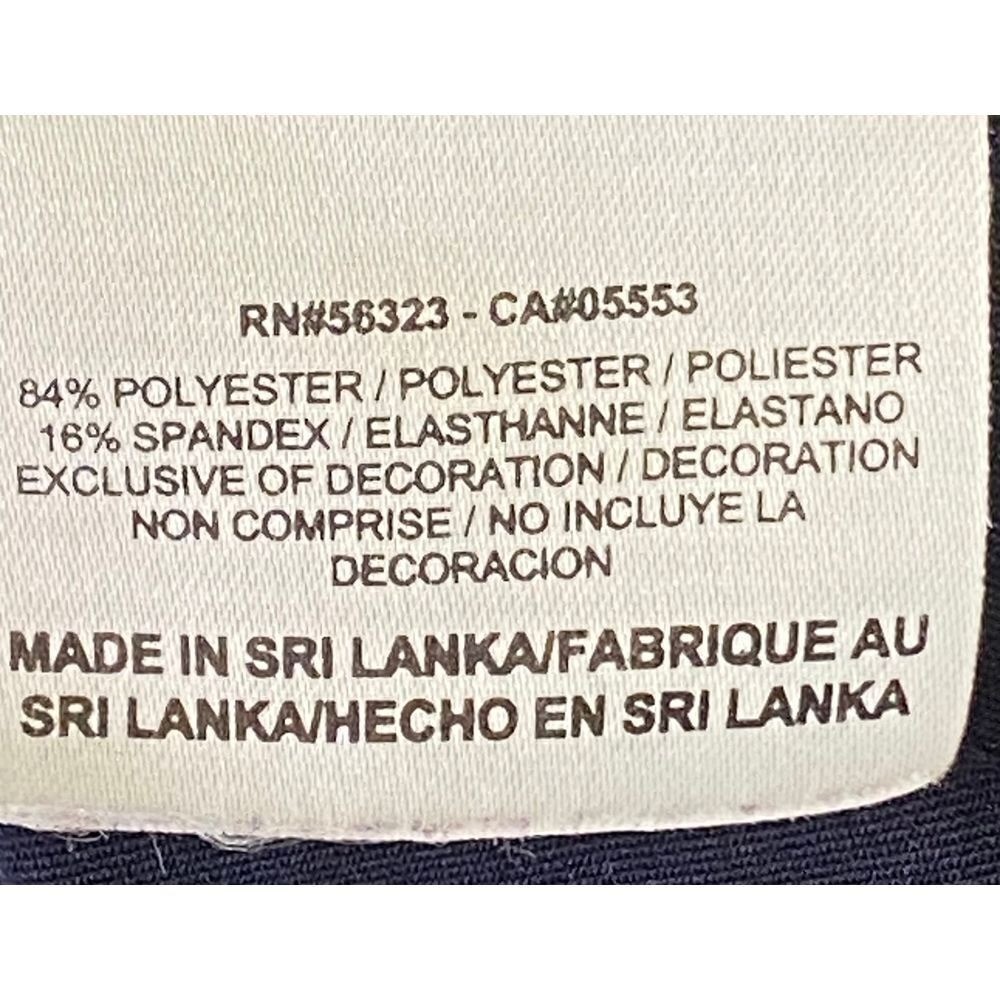 RN#56323 - CA#05553
84% POLYESTER / POLYESTER / POLIESTER
16% SPANDEX / ELASTHANNE / ELASTANO
EXCLUSIVE OF DECORATION / DECORATION
NON COMPRISE / NO INCLUYE LA
DECORACION
MADE IN SRI LANKA/FABRIQUE AU
SRI LANKA/HECHO EN SRI LANKA